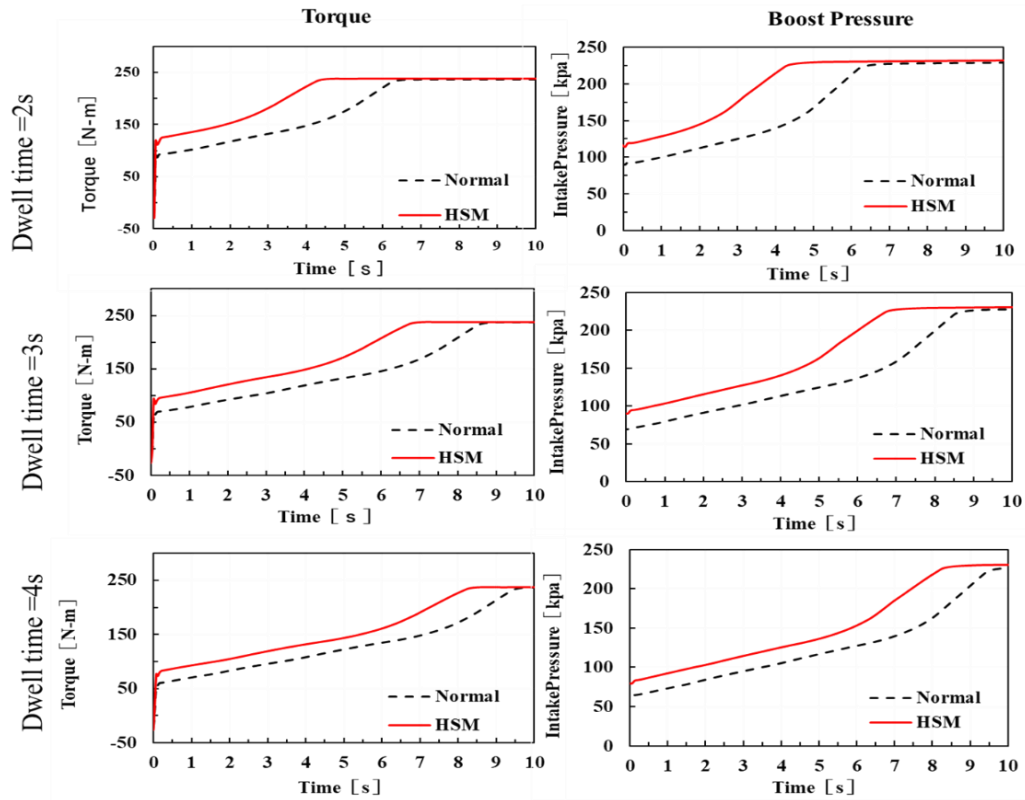 Torque
Boost Pressure
Dwell time =2s
Torque [N-m]
250
150
50
-50
Normal
HSM
0 1 2 3 4 5 6 7 8 9 10
Time [s]
IntakePressure [kpa]
250
200
150
100
50
0
Normal
HSM
0 1 2 3 4 5 6 7 8 9 10
Time [s]
Dwell time =3s
Torque [N-m]
250
150
50
-50
Normal
HSM
0 1 2 3 4 5 6 7 8 9 10
Time [s]
IntakePressure [kpa]
250
200
150
100
50
0
Normal
HSM
0 1 2 3 4 5 6 7 8 9 10
Time [s]
Dwell time =4s
Torque [N-m]
250
150
50
-50
Normal
HSM
0 1 2 3 4 5 6 7 8 9 10
Time [s]
IntakePressure [kpa]
250
200
150
100
50
0
Normal
HSM
0 1 2 3 4 5 6 7 8 9 10
Time [s]